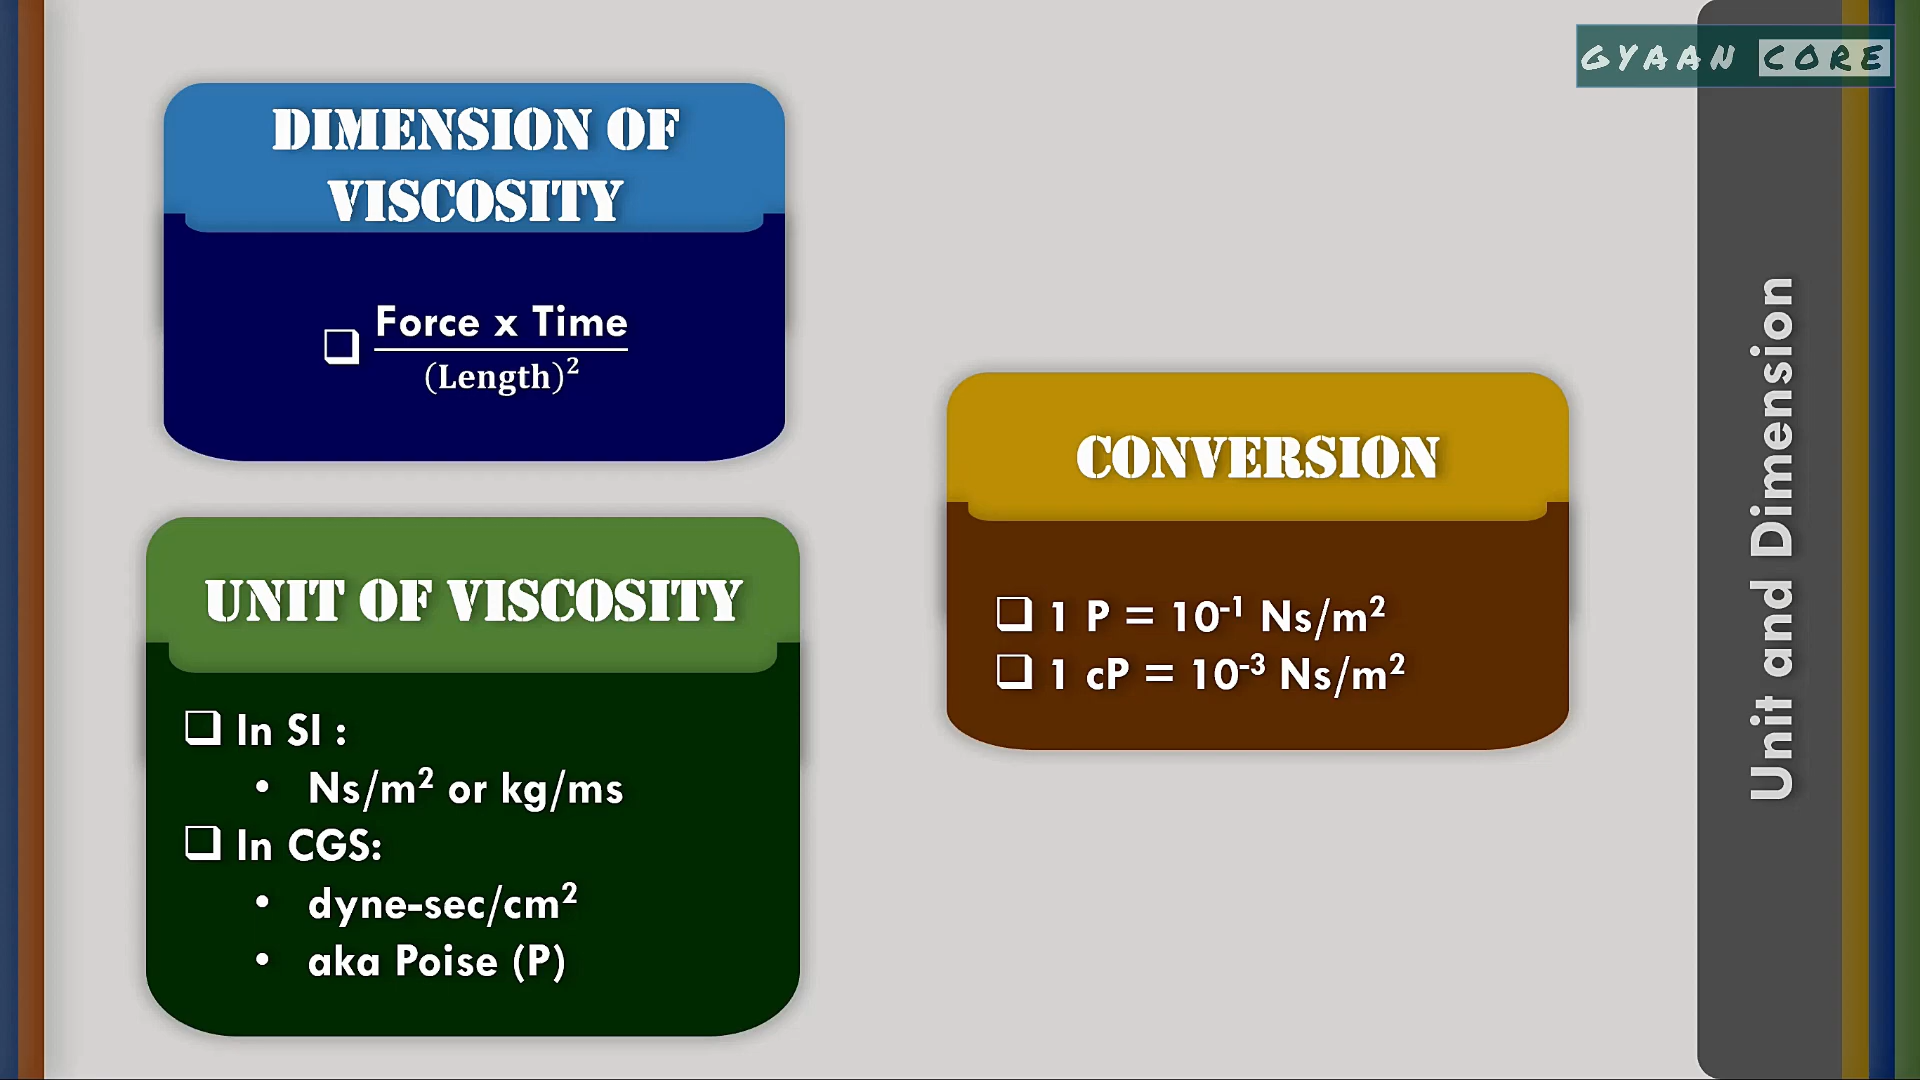 GYAAN CORE
DIMENSION OF
VISCOSITY
❑ Force x Time
(Length)²
UNIT OF VISCOSITY
❑ In SI :
• Ns/m² or kg/ms
❑ In CGS:
• dyne-sec/cm²
• aka Poise (P)
CONVERSION
❑ 1 P = 10⁻¹ Ns/m²
❑ 1 cP = 10⁻³ Ns/m²
Unit and Dimension